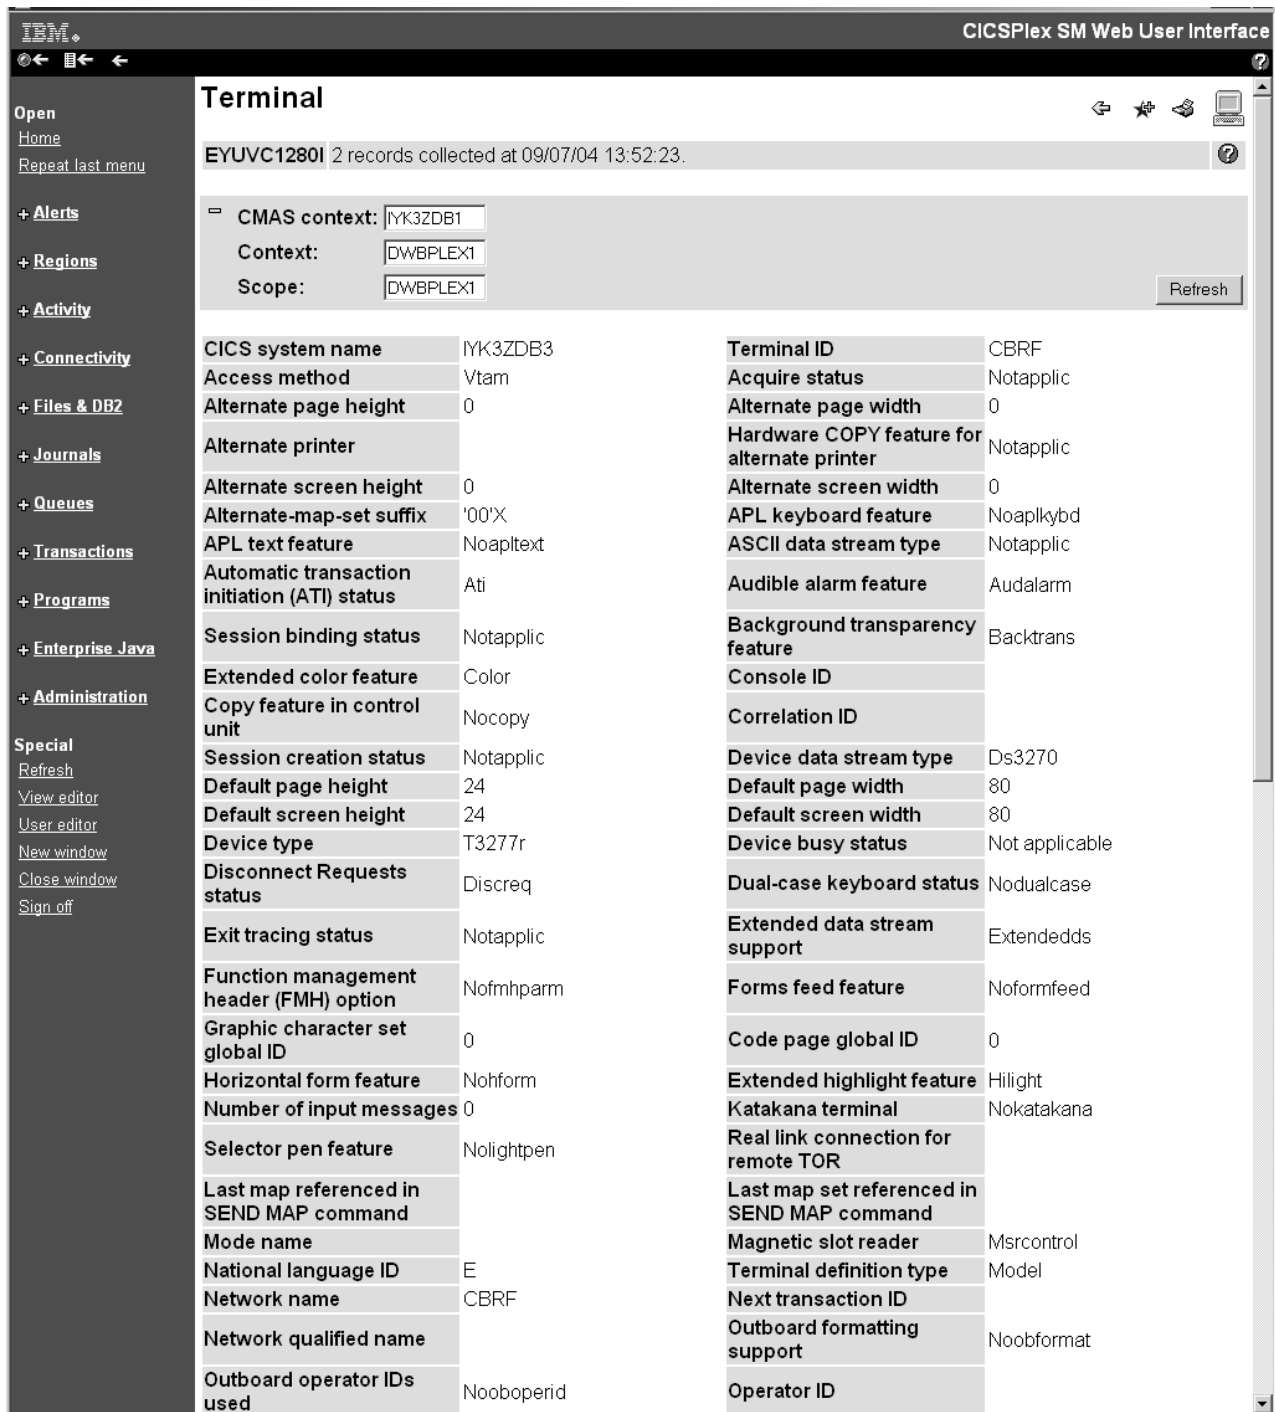 IBM.
CICSPlex SM Web User Interface
Terminal
Open
Home
Repeat last menu
+ Alerts
+ Regions
+ Activity
+ Connectivity
+ Files & DB2
+ Journals
+ Queues
+ Transactions
+ Programs
+ Enterprise Java
+ Administration
Special
Refresh
View editor
User editor
New window
Close window
Sign off
EYUVC1280I 2 records collected at 09/07/04 13:52:23.
CMAS context: IYK3ZDB1
Context: DWBPLEX1
Scope: DWBPLEX1
Refresh
CICS system name IYK3ZDB3 Terminal ID CBRF
Access method Vtam Acquire status Notapplic
Alternate page height 0 Alternate page width 0
Alternate printer Hardware COPY feature for
alternate printer Notapplic
Alternate screen height 0 Alternate screen width 0
Alternate-map-set suffix '00'X APL keyboard feature Noaplkybd
APL text feature Noapltext ASCII data stream type Notapplic
Automatic transaction
initiation (ATI) status Ati Audible alarm feature Audalarm
Session binding status Notapplic Background transparency
feature Backtrans
Extended color feature Color Console ID
Copy feature in control
unit Nocopy Correlation ID
Session creation status Notapplic Device data stream type Ds3270
Default page height 24 Default page width 80
Default screen height 24 Default screen width 80
Device type T3277r Device busy status Not applicable
Disconnect Requests
status Discreq Dual-case keyboard status Nodualcase
Exit tracing status Notapplic Extended data stream
support Extendedds
Function management
header (FMH) option Nofmhparm Forms feed feature Noformfeed
Graphic character set
global ID 0 Code page global ID 0
Horizontal form feature Nohform Extended highlight feature Hilight
Number of input messages 0 Katakana terminal Nokatakana
Selector pen feature Nolightpen Real link connection for
remote TOR
Last map referenced in
SEND MAP command
Last map set referenced in
SEND MAP command
Mode name Magnetic slot reader Msrcontrol
National language ID E Terminal definition type Model
Network name CBRF Next transaction ID
Network qualified name Outboard formatting
support Noobformat
Outboard operator IDs
used Nooboperid Operator ID